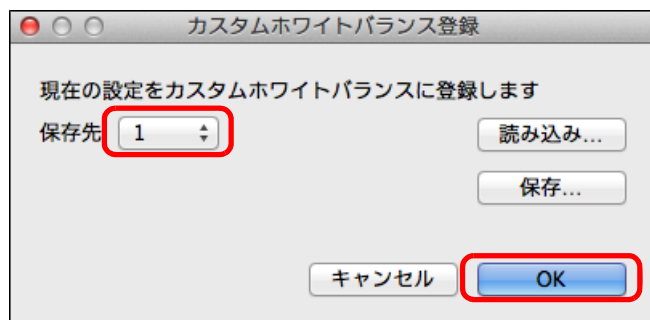 カスタムホワイトバランス登録
現在の設定をカスタムホワイトバランスに登録します
保存先 1 読み込み...
保存...
キャンセル OK